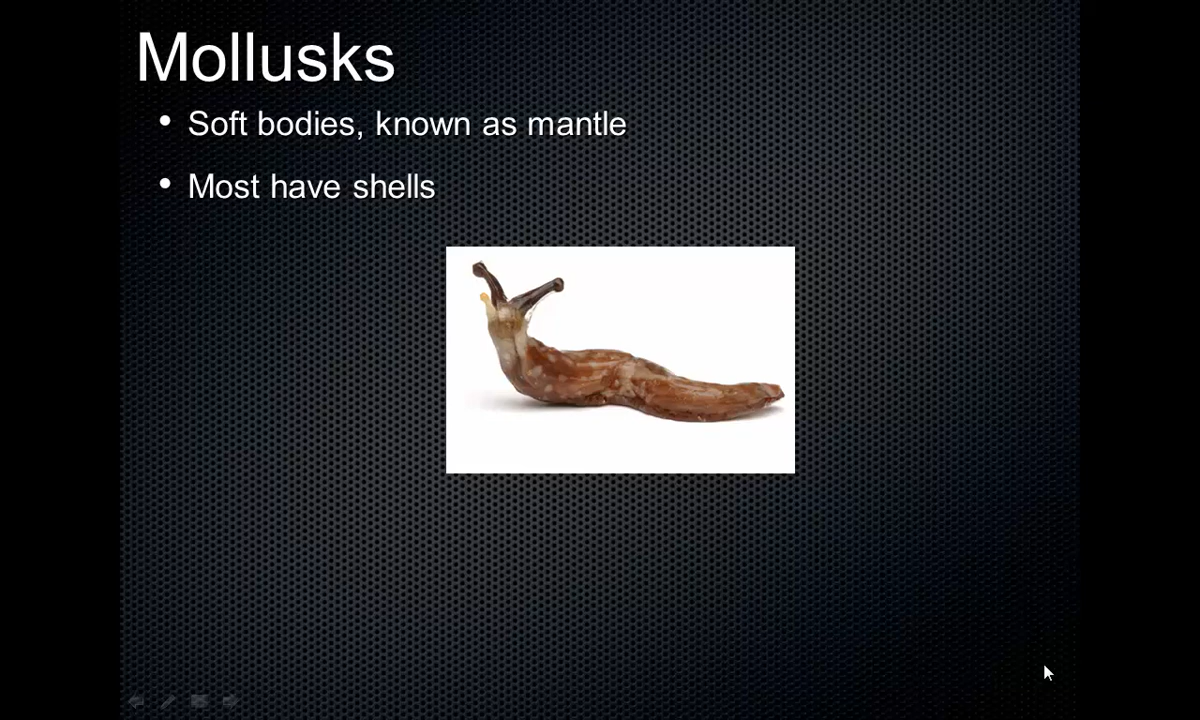 Mollusks
• Soft bodies, known as mantle
• Most have shells